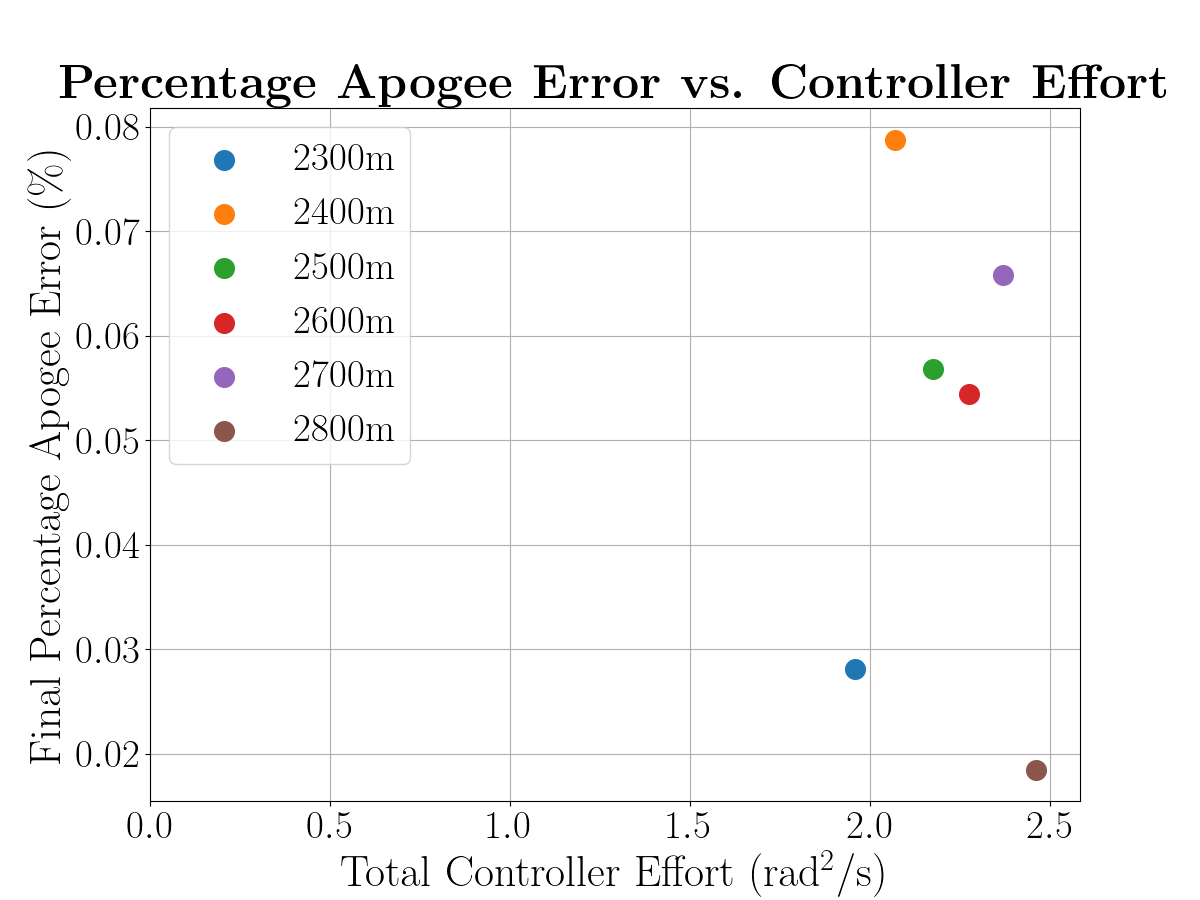 Percentage Apogee Error vs. Controller Effort
Final Percentage Apogee Error (%)
0.08
0.07
0.06
0.05
0.04
0.03
0.02
2300m
2400m
2500m
2600m
2700m
2800m
0.0 0.5 1.0 1.5 2.0 2.5
Total Controller Effort (rad²/s)